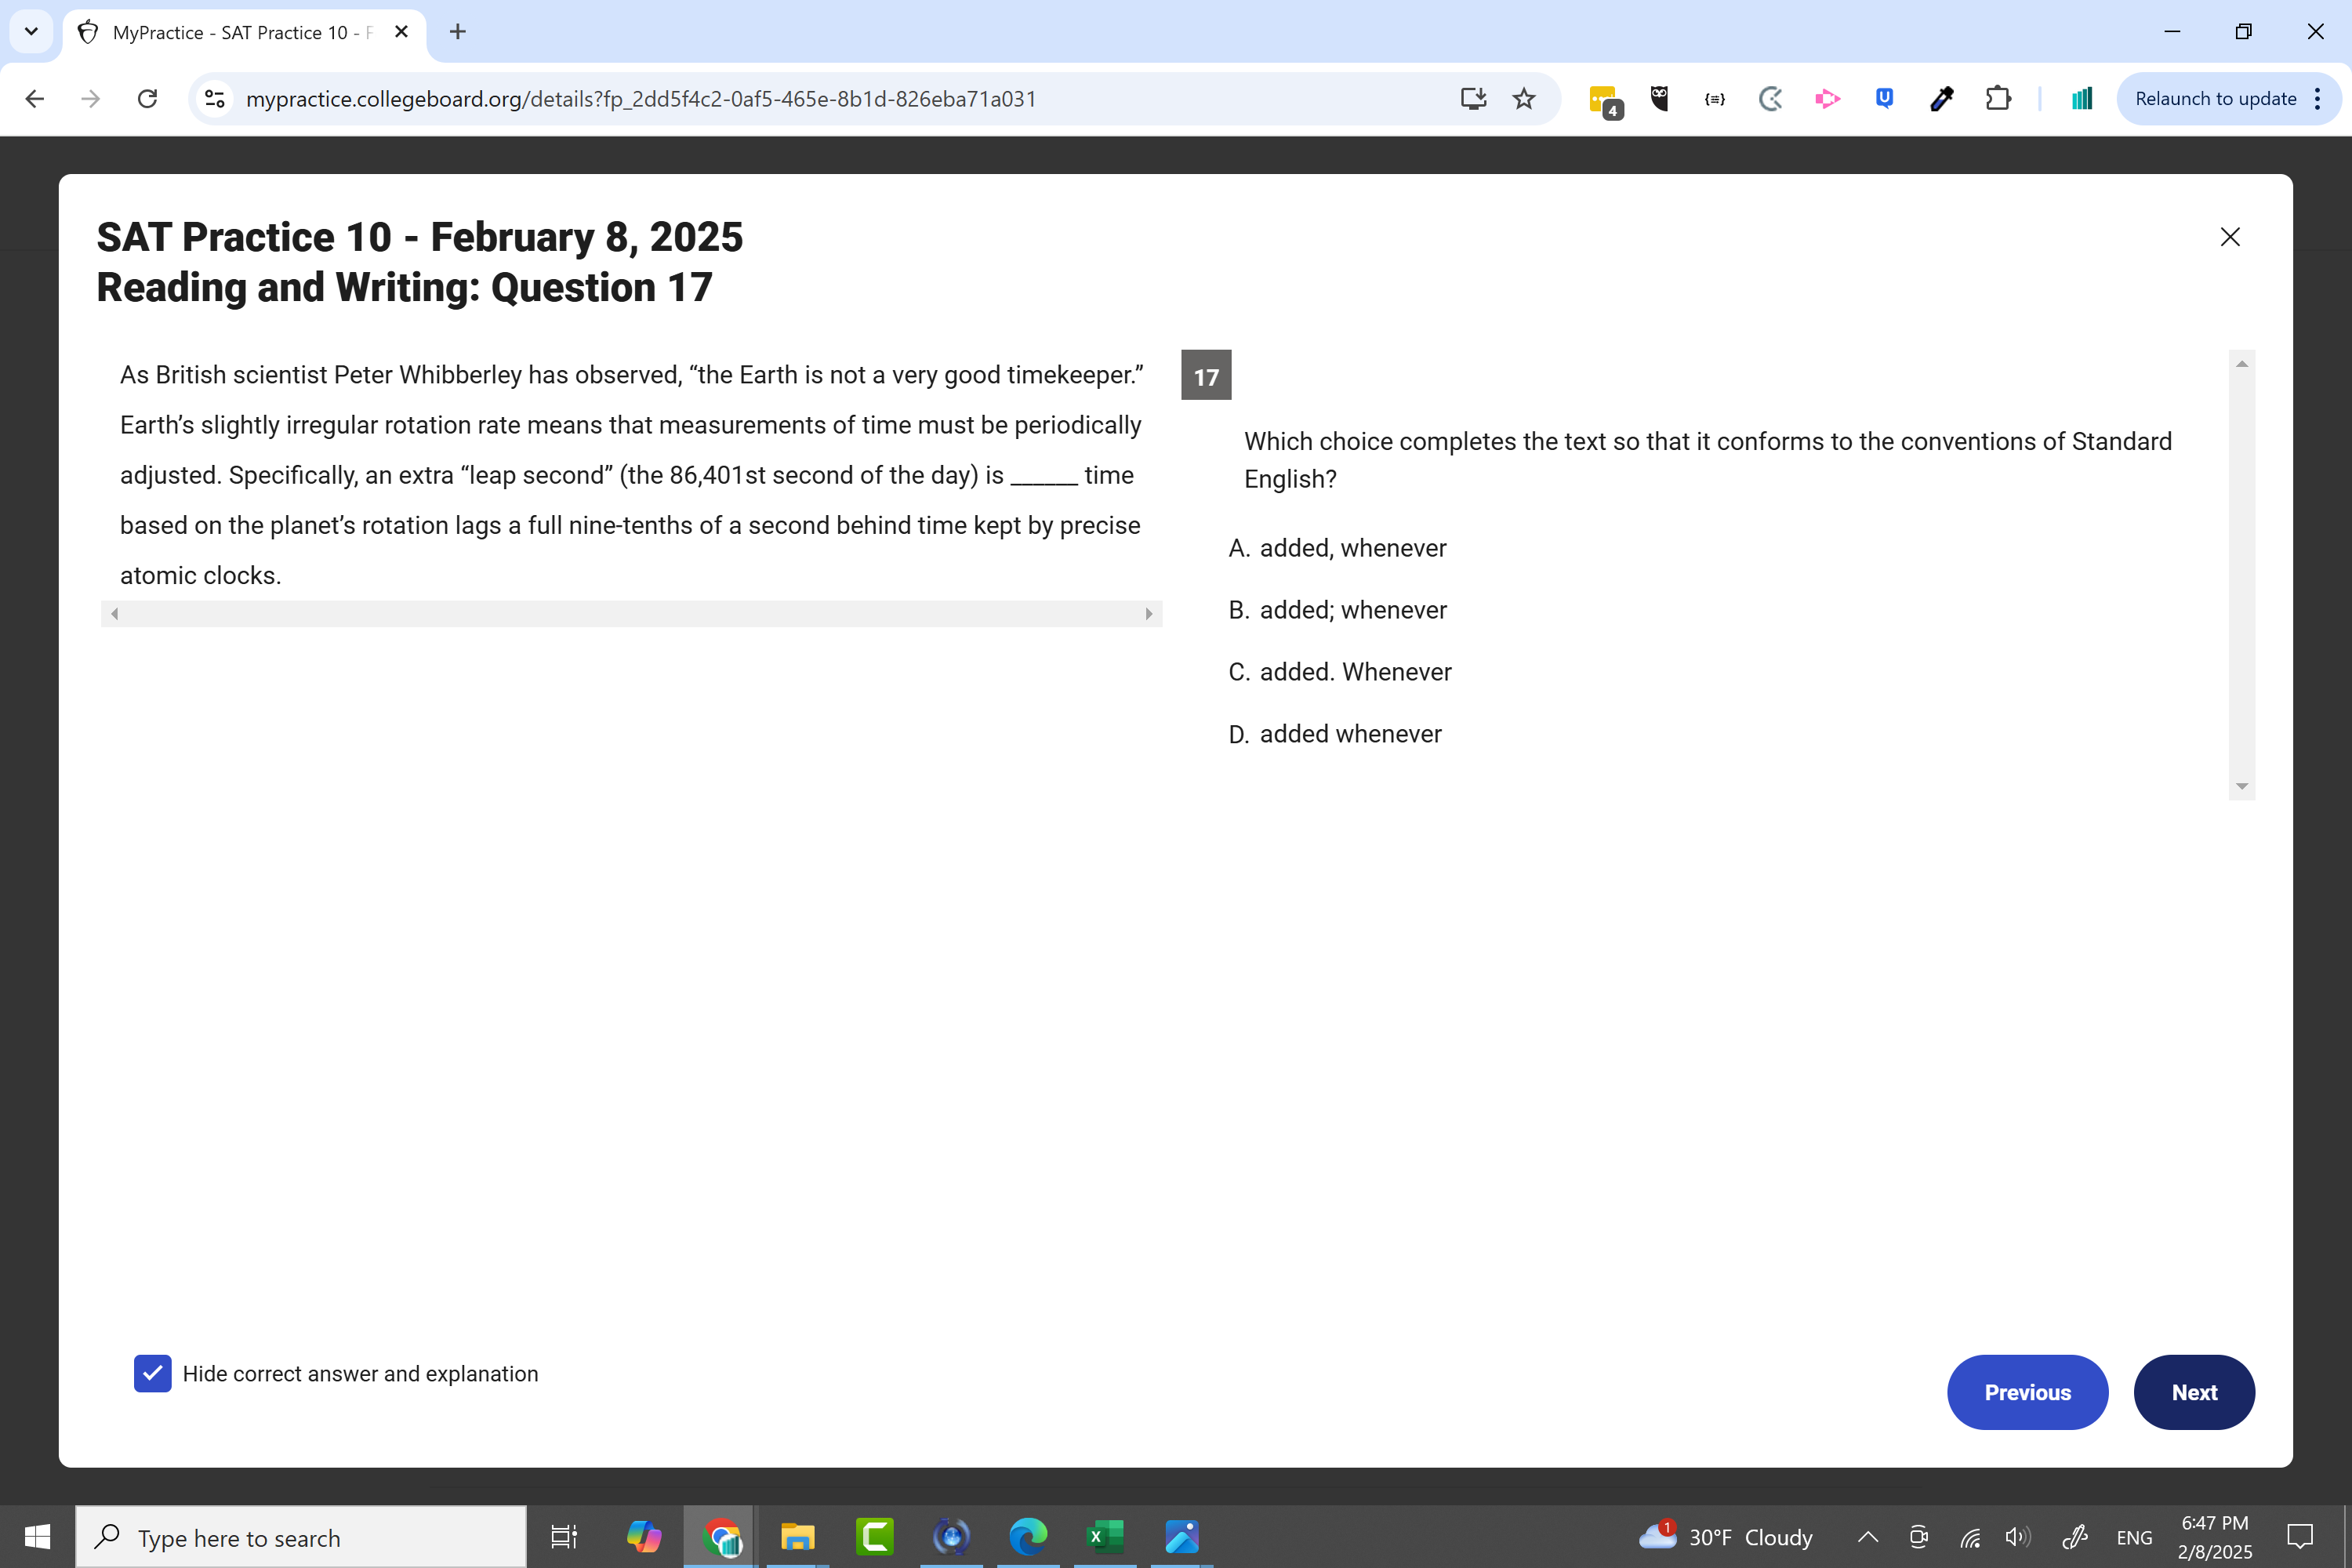 MyPractice - SAT Practice 10 - F
mypractice.collegeboard.org/details?fp_2dd5f4c2-0af5-465e-8b1d-826eba71a031
4
{≡}
U
Relaunch to update
SAT Practice 10 - February 8, 2025
Reading and Writing: Question 17
As British scientist Peter Whibberley has observed, “the Earth is not a very good timekeeper.”
Earth’s slightly irregular rotation rate means that measurements of time must be periodically
adjusted. Specifically, an extra “leap second” (the 86,401st second of the day) is ______ time
based on the planet’s rotation lags a full nine-tenths of a second behind time kept by precise
atomic clocks.
17
Which choice completes the text so that it conforms to the conventions of Standard
English?
A. added, whenever
B. added; whenever
C. added. Whenever
D. added whenever
Hide correct answer and explanation
Previous
Next
Type here to search
1
30°F Cloudy
ENG
6:47 PM
2/8/2025